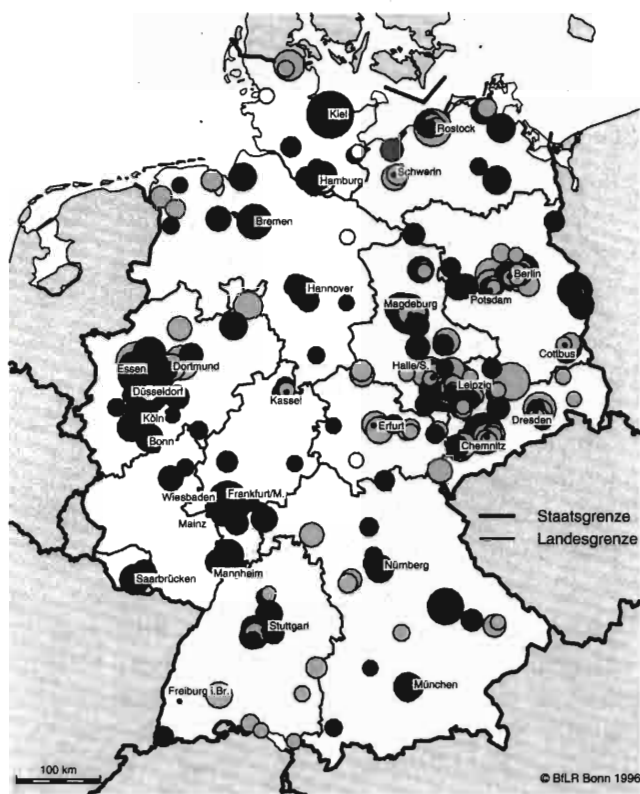 Kiel
Rostock
Schwerin
Hamburg
Bremen
Berlin
Hannover
Potsdam
Magdeburg
Cottbus
Essen
Dortmund
Halle/S.
Leipzig
Düsseldorf
Kassel
Köln
Erfurt
Dresden
Bonn
Chemnitz
Wiesbaden
Frankfurt/M.
Mainz
Staatsgrenze
Landesgrenze
Nürnberg
Mannheim
Saarbrücken
Stuttgart
Freiburg i.Br.
München
100 km
© BfLR Bonn 1996